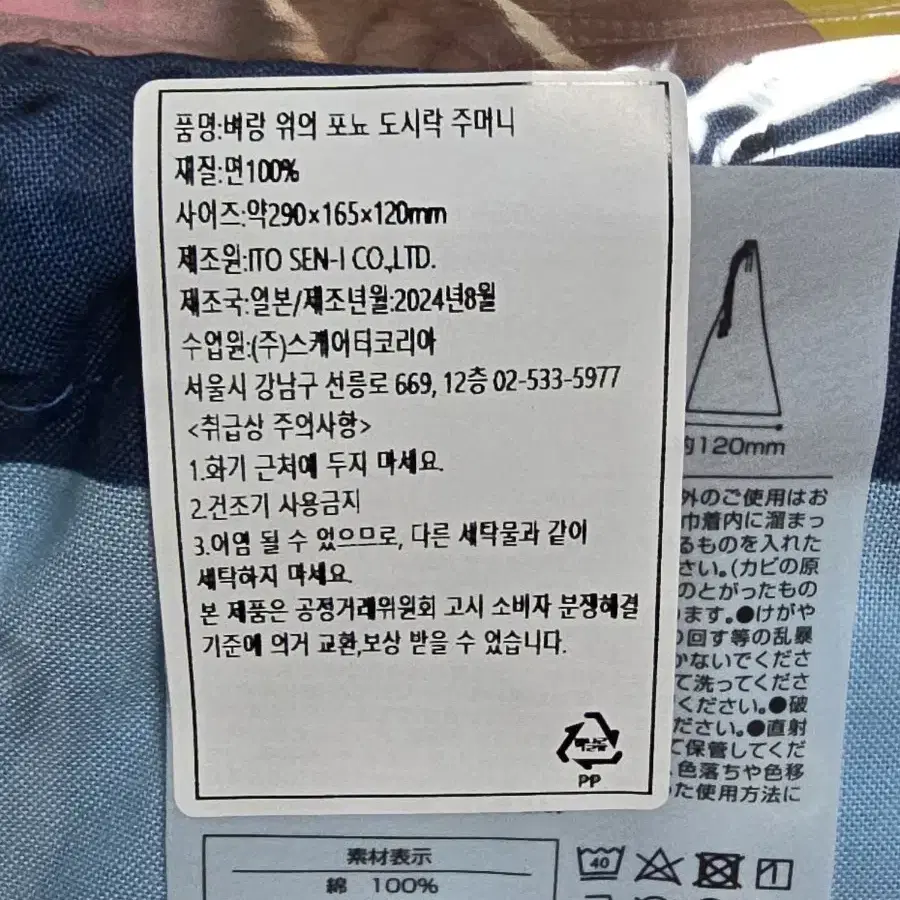 품명:벼랑 위의 포뇨 도시락 주머니
재질:면100%
사이즈:약290×165×120mm
제조원:ITO SEN-I CO.,LTD.
제조국:일본/제조년월:2024년8월
수업원:(주)스케어티코리아
서울시 강남구 선릉로 669, 12층 02-533-5977
<취급상 주의사항>
1.화기 근처에 두지 마세요.
2.건조기 사용금지
3.이염 될 수 있으므로, 다른 세탁물과 같이
세탁하지 마세요.
본 제품은 공정거래위원회 고시 소비자 분쟁해결
기준에 의거 교환,보상 받을 수 있습니다.
비닐류
PP
約120mm
外のご使用はお
巾着内に溜まっ
るものを入れた
さい。(カビの原
のとがったもの
ります。●けがや
回す等の乱暴
かないでくださ
て洗ってくださ
ください。●破
ださい。●直射
て保管してくだ
色落ちや色移
た使用方法に
素材表示
綿 100%
40